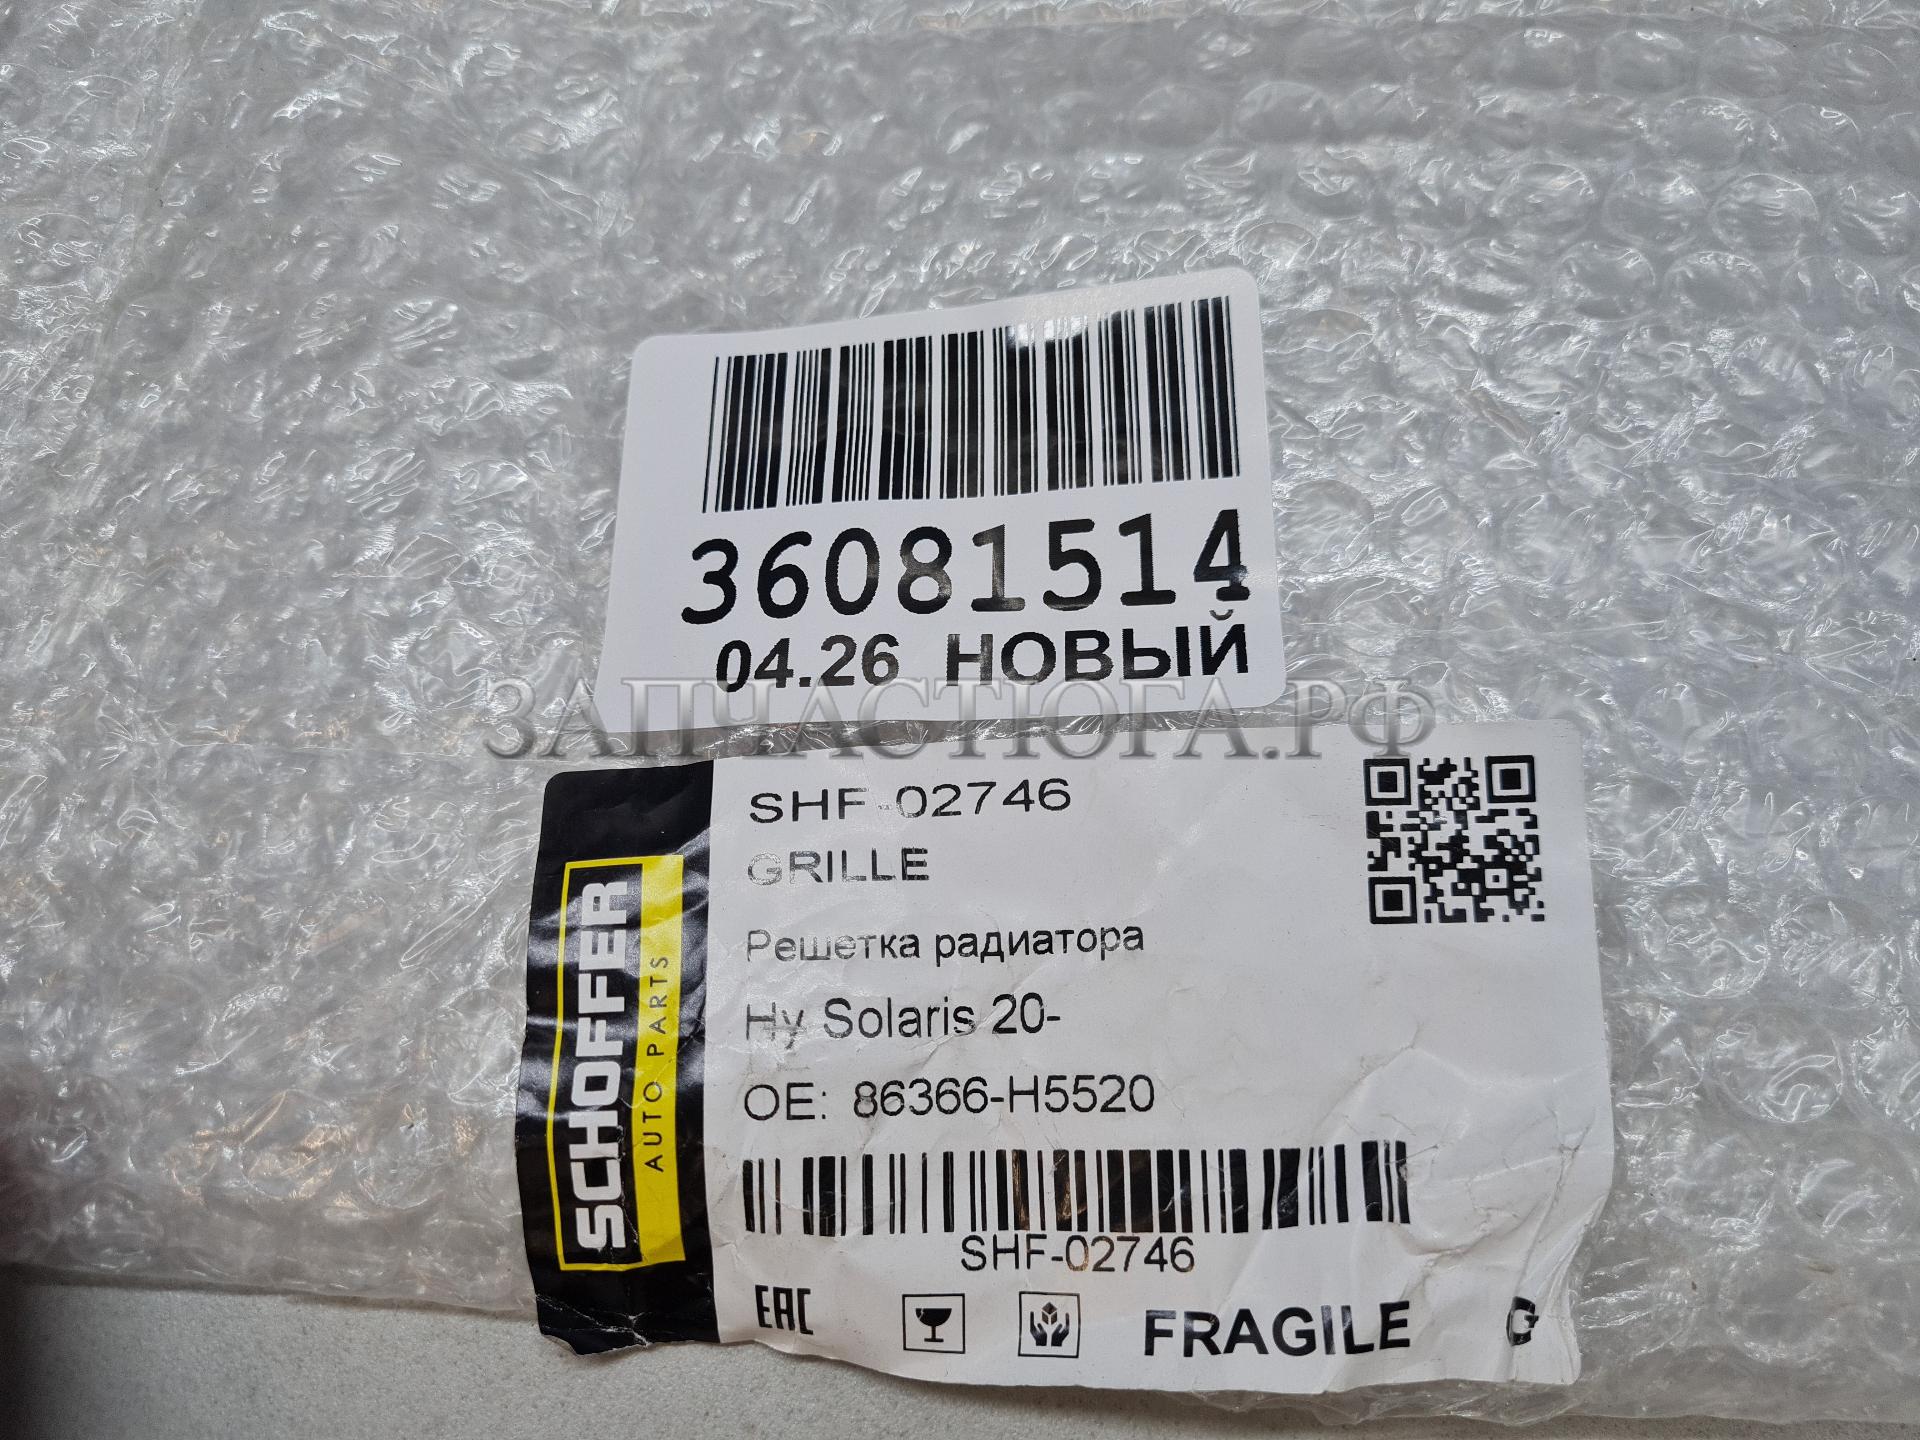 36081514
04.26 НОВЫЙ
ЗАПЧАСТЮГА.РФ
SHF-02746
GRILLE
Решетка радиатора
Hy Solaris 20-
OE: 86366-H5520
SHF-02746
SCHOFFER
AUTO PARTS
EAC
FRAGILE G